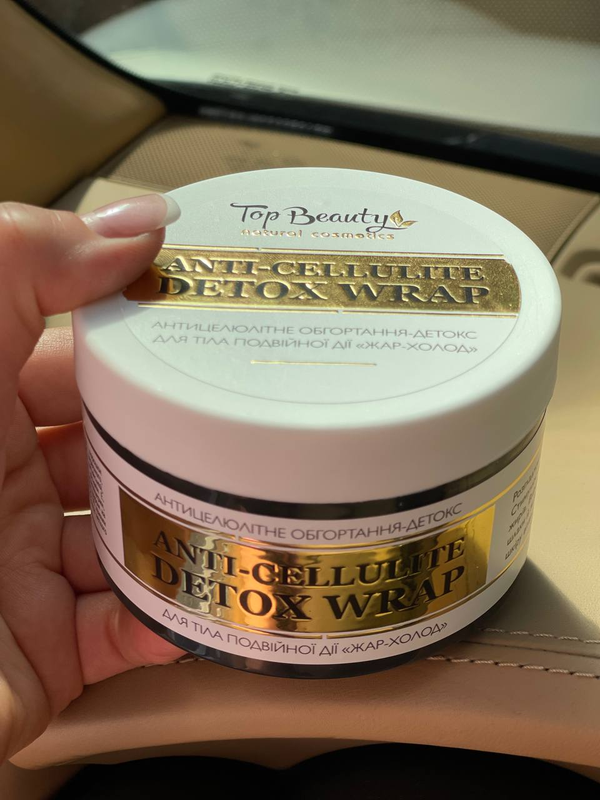 Top Beauty
natural cosmetics
ANTI-CELLULITE
DETOX WRAP
АНТИЦЕЛЮЛІТНЕ ОБГОРТАННЯ-ДЕТОКС
ДЛЯ ТІЛА ПОДВІЙНОЇ ДІЇ «ЖАР-ХОЛОД»
АНТИЦЕЛЮЛІТНЕ ОБГОРТАННЯ-ДЕТОКС
ANTI-CELLULITE
DETOX WRAP
ДЛЯ ТІЛА ПОДВІЙНОЇ ДІЇ «ЖАР-ХОЛОД»